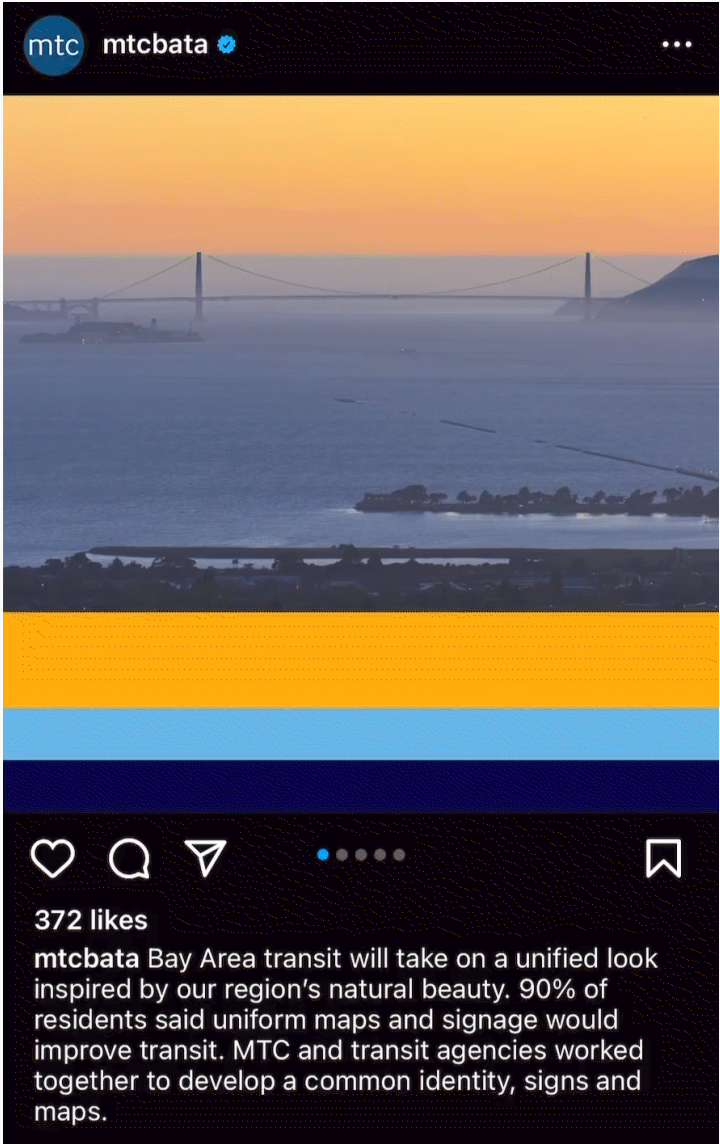 mtc mtcbata
372 likes
mtcbata Bay Area transit will take on a unified look
inspired by our region's natural beauty. 90% of
residents said uniform maps and signage would
improve transit. MTC and transit agencies worked
together to develop a common identity, signs and
maps.